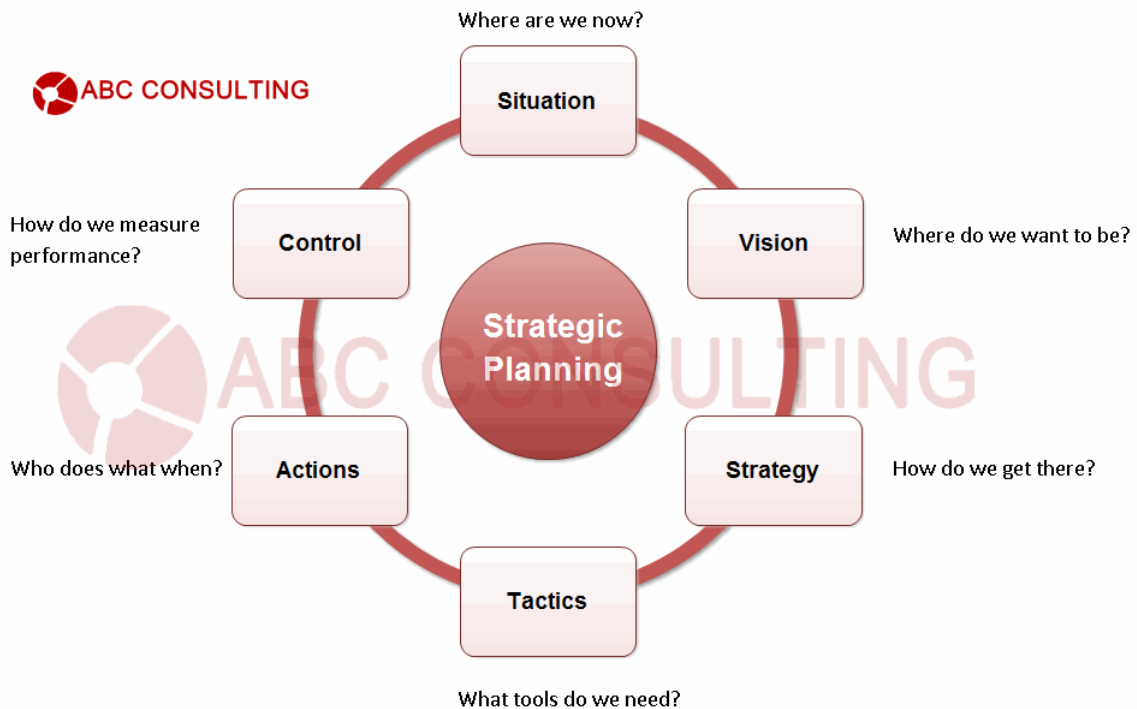 Where are we now?
ABC CONSULTING
Situation
How do we measure
performance?
Control
Vision
Where do we want to be?
Strategic
Planning
ABC CONSULTING
Who does what when?
Actions
Strategy
How do we get there?
Tactics
What tools do we need?